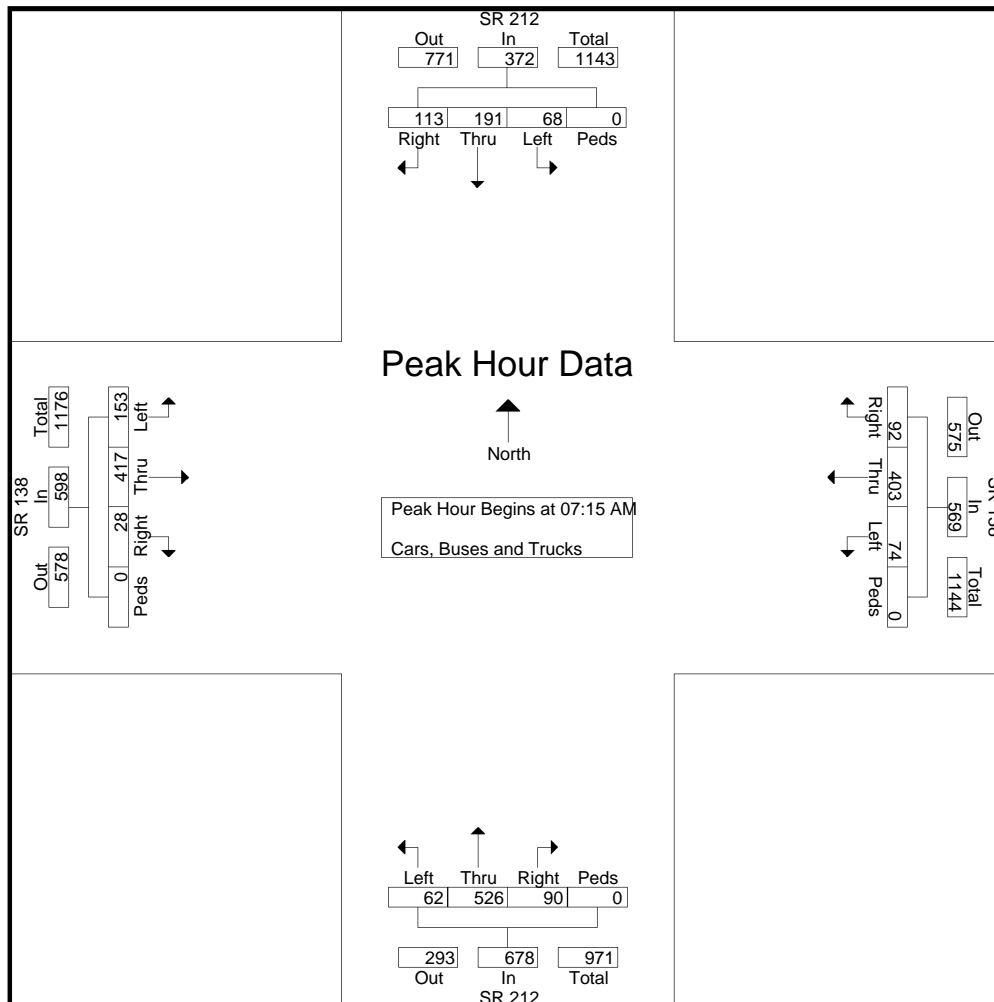 SR 212
Out In Total
771 372 1143
113 191 68 0
Right Thru Left Peds
Peak Hour Data
North
Peak Hour Begins at 07:15 AM
Cars, Buses and Trucks
SR 138
Total In Out
1176 598 578
153 417 28 0
Left Thru Right Peds
Right Thru Left Peds
92 403 74 0
Out In Total
575 569 1144
SR 138
Left Thru Right Peds
62 526 90 0
293 678 971
Out In Total
SR 212